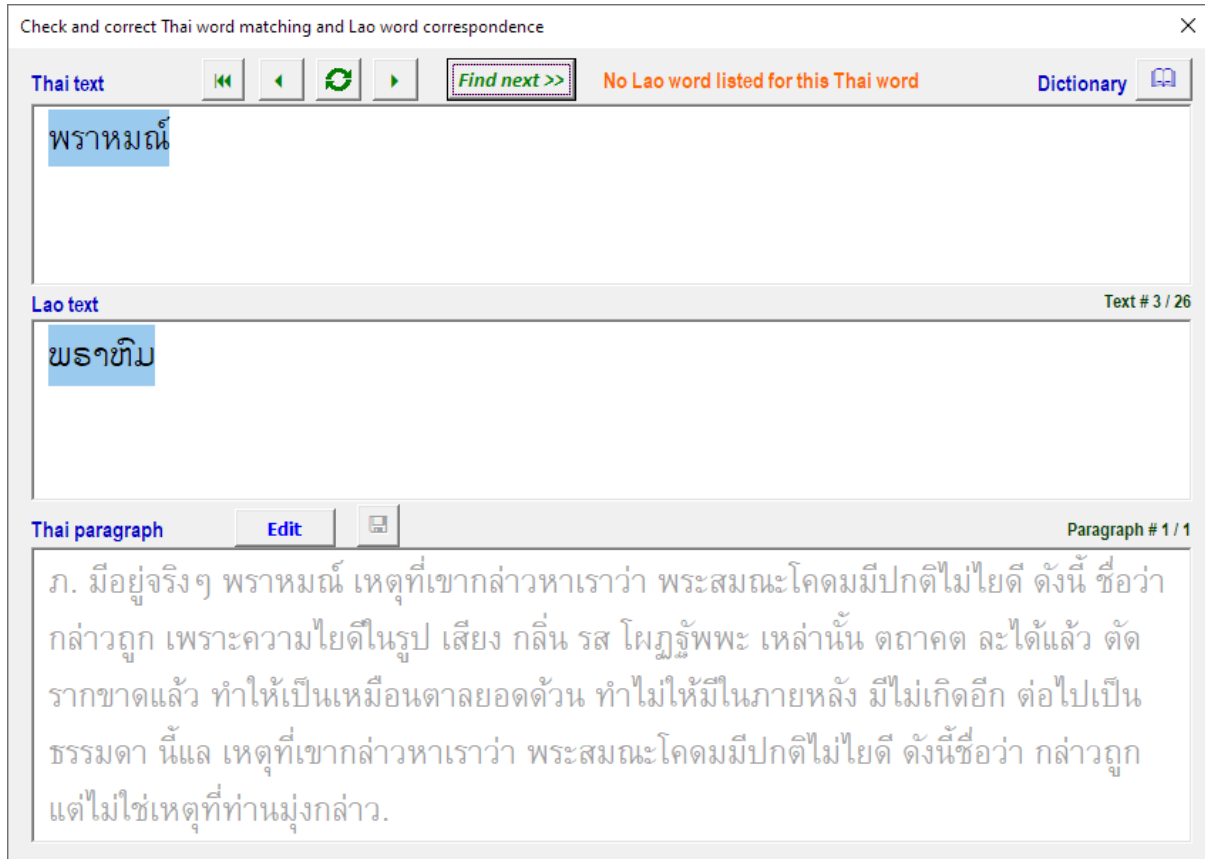 Check and correct Thai word matching and Lao word correspondence
Thai text Find next >> No Lao word listed for this Thai word Dictionary
พราหมณ์
Lao text Text # 3 / 26
ພຣາຫົມ
Thai paragraph Edit Paragraph # 1 / 1
ภ. มีอยู่จริงๆ พราหมณ์ เหตุที่เขากล่าวหาเราว่า พระสมณะโคดมมีปกติไม่ไยดี ดังนี้ ชื่อว่า
กล่าวถูก เพราะความไยดีในรูป เสียง กลิ่น รส โผฏฐัพพะ เหล่านั้น ตถาคต ละได้แล้ว ตัด
รากขาดแล้ว ทำให้เป็นเหมือนตาลยอดด้วน ทำไม่ให้มีในภายหลัง มีไม่เกิดอีก ต่อไปเป็น
ธรรมดา นี้แล เหตุที่เขากล่าวหาเราว่า พระสมณะโคดมมีปกติไม่ไยดี ดังนี้ชื่อว่า กล่าวถูก
แต่ไม่ใช่เหตุที่ท่านมุ่งกล่าว.